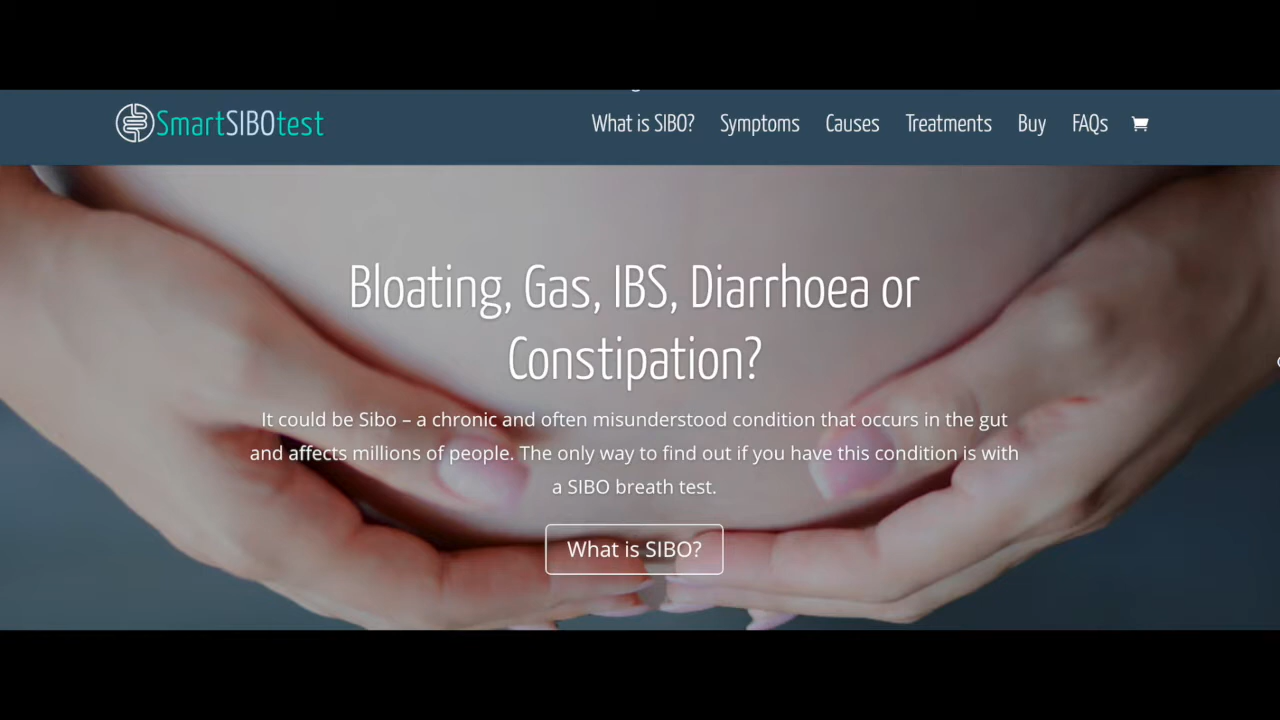 SmartSIBOtest
What is SIBO? Symptoms Causes Treatments Buy FAQs
Bloating, Gas, IBS, Diarrhoea or
Constipation?
It could be Sibo – a chronic and often misunderstood condition that occurs in the gut
and affects millions of people. The only way to find out if you have this condition is with
a SIBO breath test.
What is SIBO?